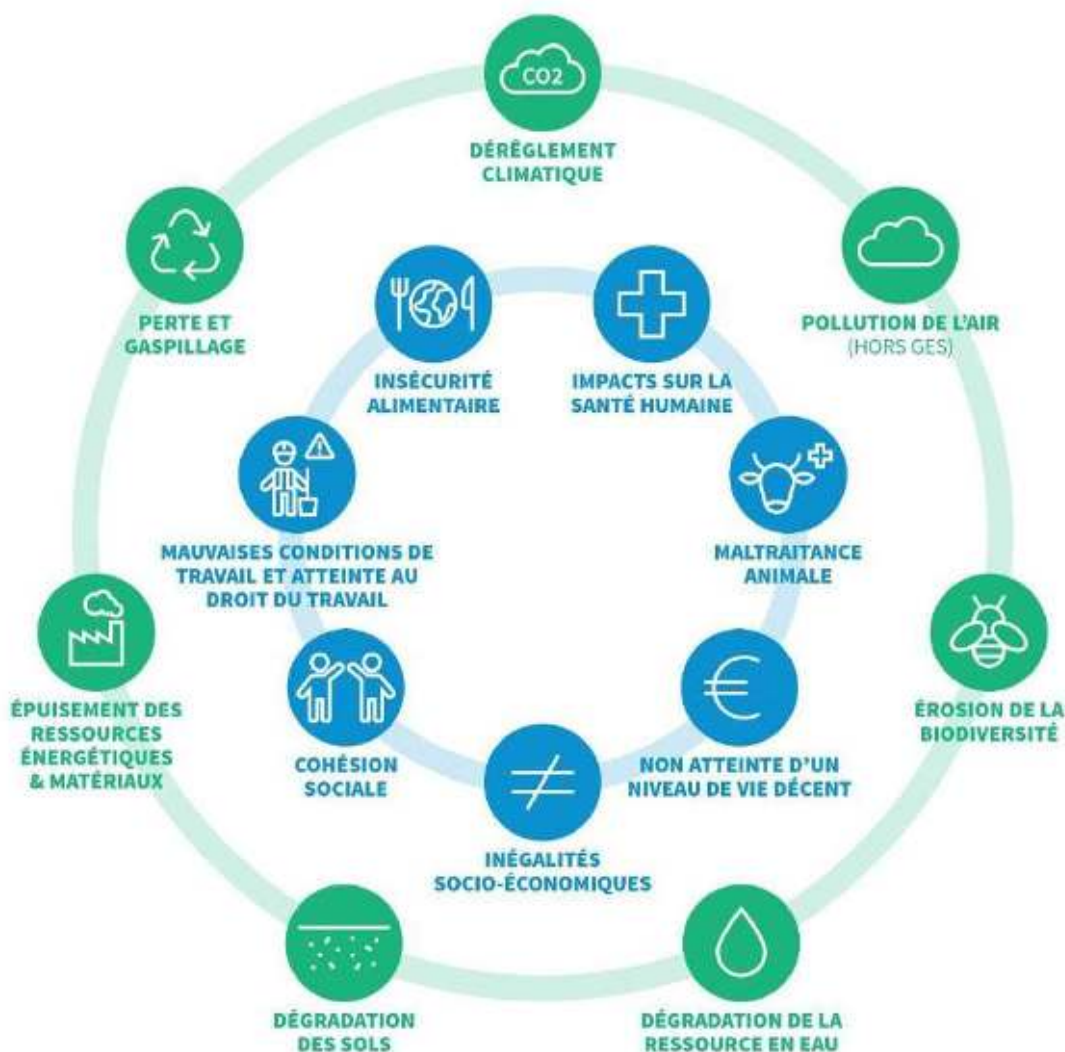 CO2
DÉRÈGLEMENT
CLIMATIQUE
POLLUTION DE L'AIR
(HORS GES)
ÉROSION DE LA
BIODIVERSITÉ
DÉGRADATION DE LA
RESSOURCE EN EAU
DÉGRADATION
DES SOLS
ÉPUISEMENT DES
RESSOURCES
ÉNERGÉTIQUES
& MATÉRIAUX
PERTE ET
GASPILLAGE
INSÉCURITÉ
ALIMENTAIRE
IMPACTS SUR LA
SANTÉ HUMAINE
MALTRAITANCE
ANIMALE
NON ATTEINTE D'UN
NIVEAU DE VIE DÉCENT
INÉGALITÉS
SOCIO-ÉCONOMIQUES
COHÉSION
SOCIALE
MAUVAISES CONDITIONS DE
TRAVAIL ET ATTEINTE AU
DROIT DU TRAVAIL